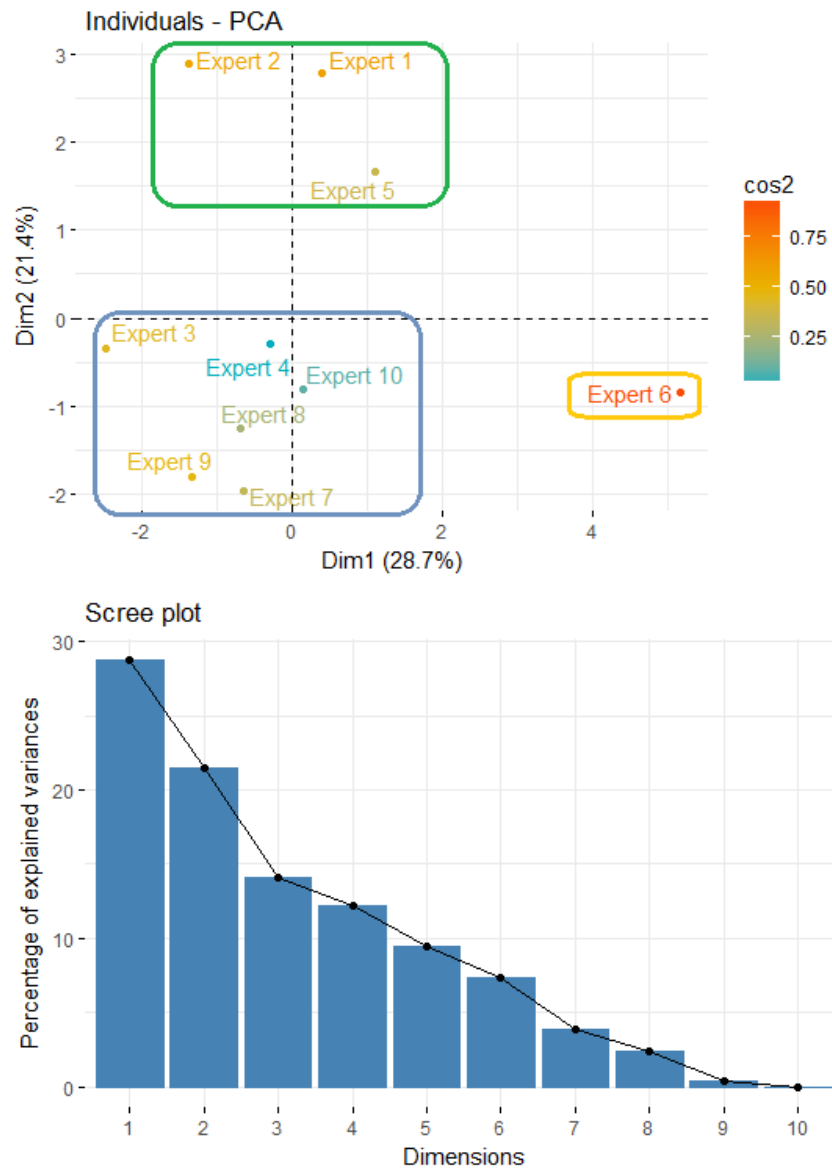 Individuals - PCA
3
Expert 2
Expert 1
2
Expert 5
1
0
Expert 3
Expert 4
Expert 10
-1
Expert 6
Expert 8
Expert 9
-2
Expert 7
-2
0
2
4
Dim1 (28.7%)
Dim2 (21.4%)
cos2
0.75
0.50
0.25
Scree plot
30
20
10
0
1
2
3
4
5
6
7
8
9
10
Dimensions
Percentage of explained variances